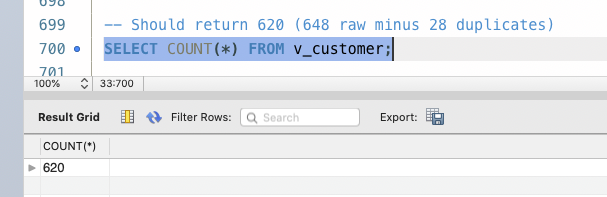 698
699 -- Should return 620 (648 raw minus 28 duplicates)
700 SELECT COUNT(*) FROM v_customer;
701
100% 33:700
Result Grid Filter Rows: Search Export:
COUNT(*)
620